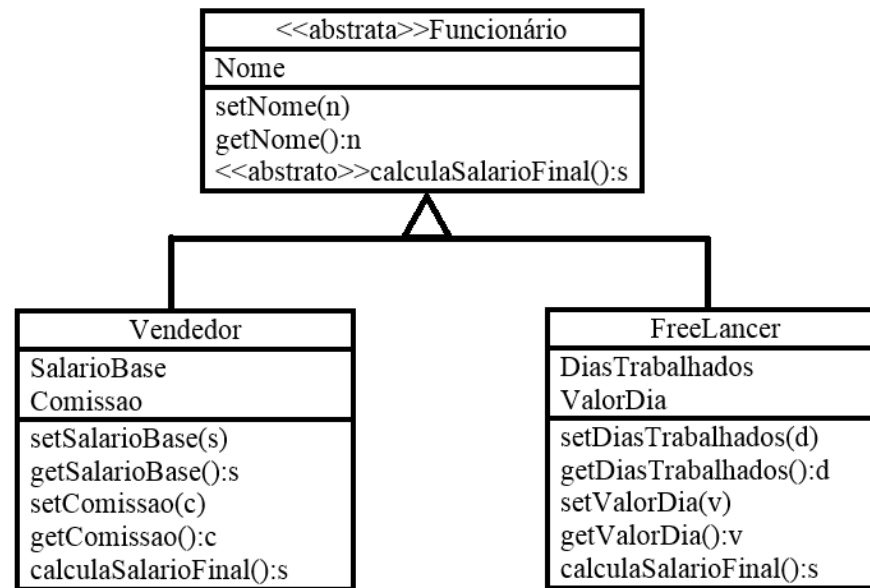 <<abstrata>>Funcionário
Nome
setNome(n)
getNome():n
<<abstrato>>calculaSalarioFinal():s
Vendedor
SalarioBase
Comissao
setSalarioBase(s)
getSalarioBase():s
setComissao(c)
getComissao():c
calculaSalarioFinal():s
FreeLancer
DiasTrabalhados
ValorDia
setDiasTrabalhados(d)
getDiasTrabalhados():d
setValorDia(v)
getValorDia():v
calculaSalarioFinal():s